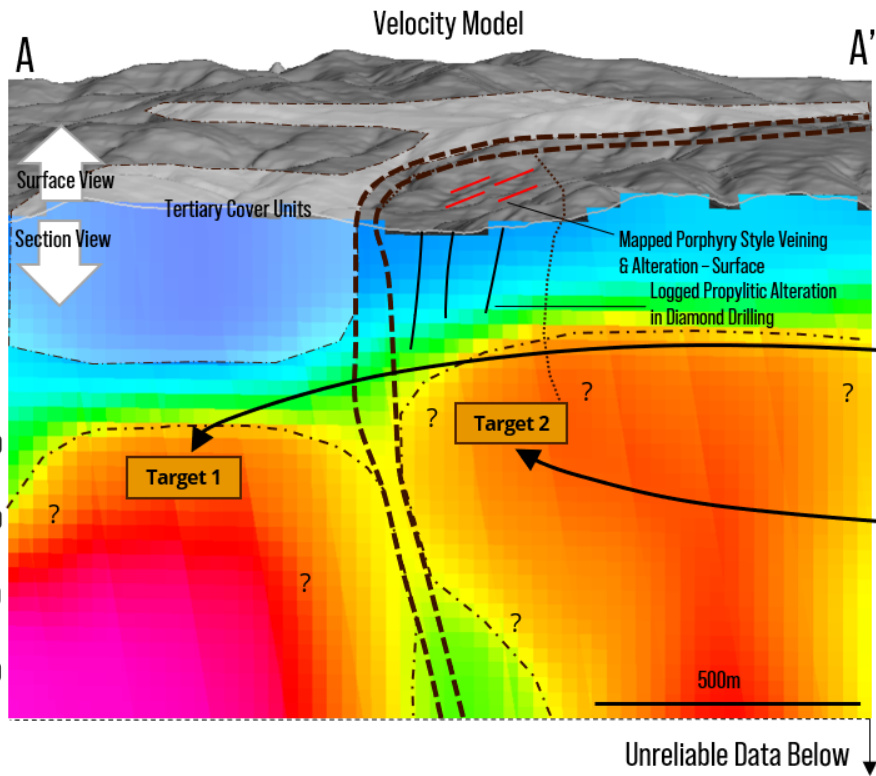 Velocity Model
A
A’
Surface View
Tertiary Cover Units
Section View
Mapped Porphyry Style Veining
& Alteration – Surface
Logged Propylitic Alteration
in Diamond Drilling
?
?
?
Target 2
Target 1
?
?
?
500m
Unreliable Data Below